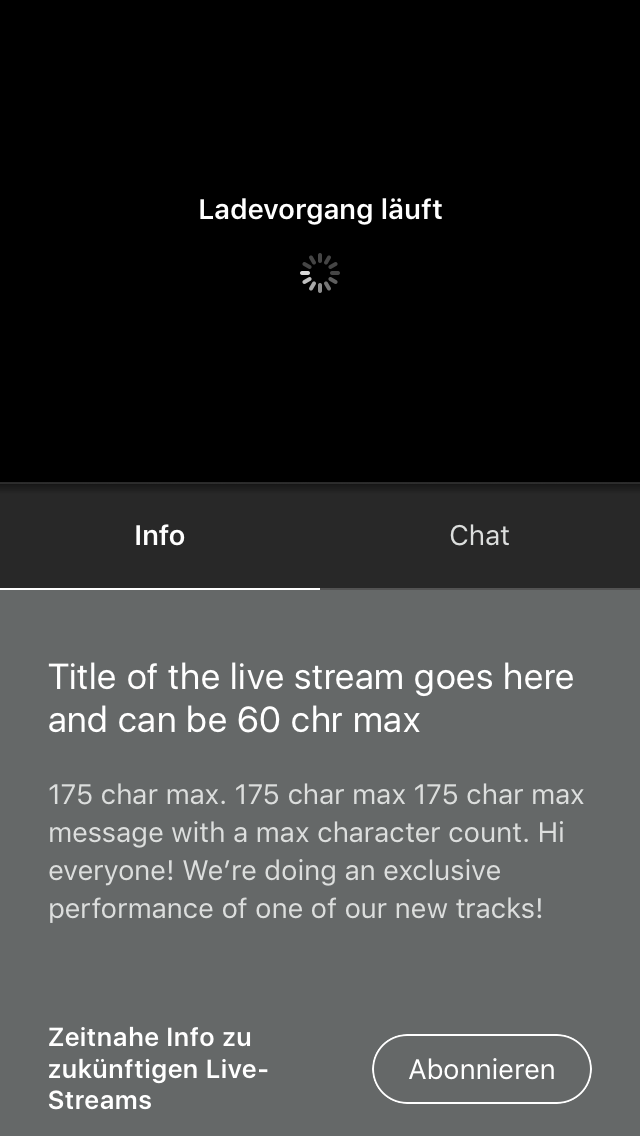 Ladevorgang läuft
Info
Chat
Title of the live stream goes here
and can be 60 chr max
175 char max. 175 char max 175 char max
message with a max character count. Hi
everyone! We’re doing an exclusive
performance of one of our new tracks!
Zeitnahe Info zu
zukünftigen Live-
Streams
Abonnieren